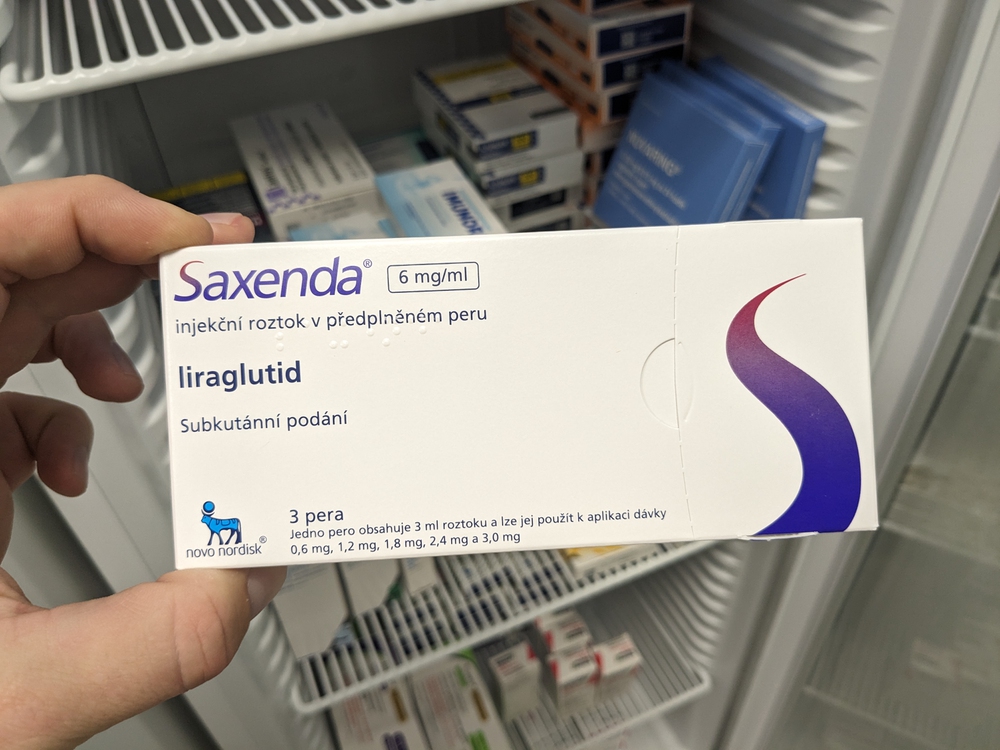 Saxenda® 6 mg/ml
injekční roztok v předplněném peru
liraglutid
Subkutánní podání
novo nordisk®
3 pera
Jedno pero obsahuje 3 ml roztoku a lze jej použít k aplikaci dávky
0,6 mg, 1,2 mg, 1,8 mg, 2,4 mg a 3,0 mg